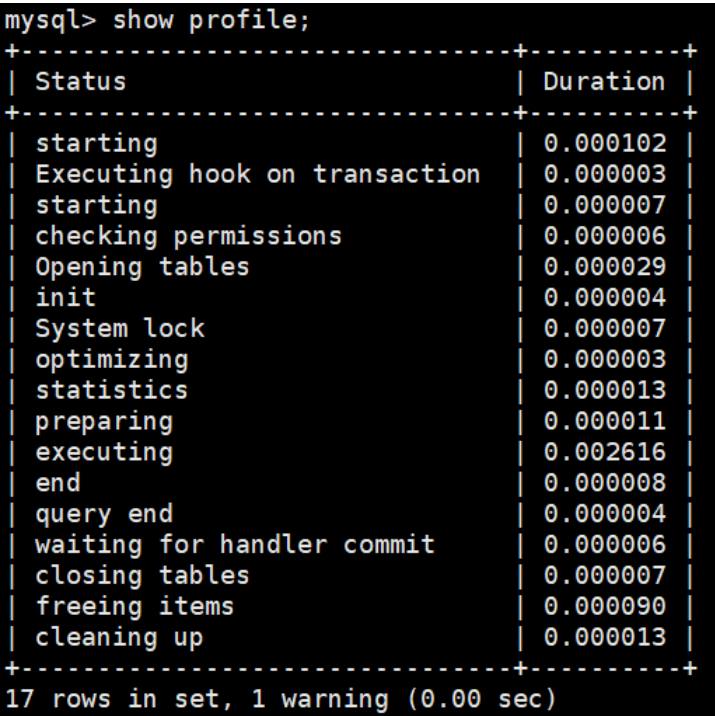 mysql> show profile;
+--------------------------------+----------+
| Status                         | Duration |
+--------------------------------+----------+
| starting                       | 0.000102 |
| Executing hook on transaction  | 0.000003 |
| starting                       | 0.000007 |
| checking permissions           | 0.000006 |
| Opening tables                 | 0.000029 |
| init                           | 0.000004 |
| System lock                    | 0.000007 |
| optimizing                     | 0.000003 |
| statistics                     | 0.000013 |
| preparing                      | 0.000011 |
| executing                      | 0.002616 |
| end                            | 0.000008 |
| query end                      | 0.000004 |
| waiting for handler commit     | 0.000006 |
| closing tables                 | 0.000007 |
| freeing items                  | 0.000090 |
| cleaning up                    | 0.000013 |
+--------------------------------+----------+
17 rows in set, 1 warning (0.00 sec)